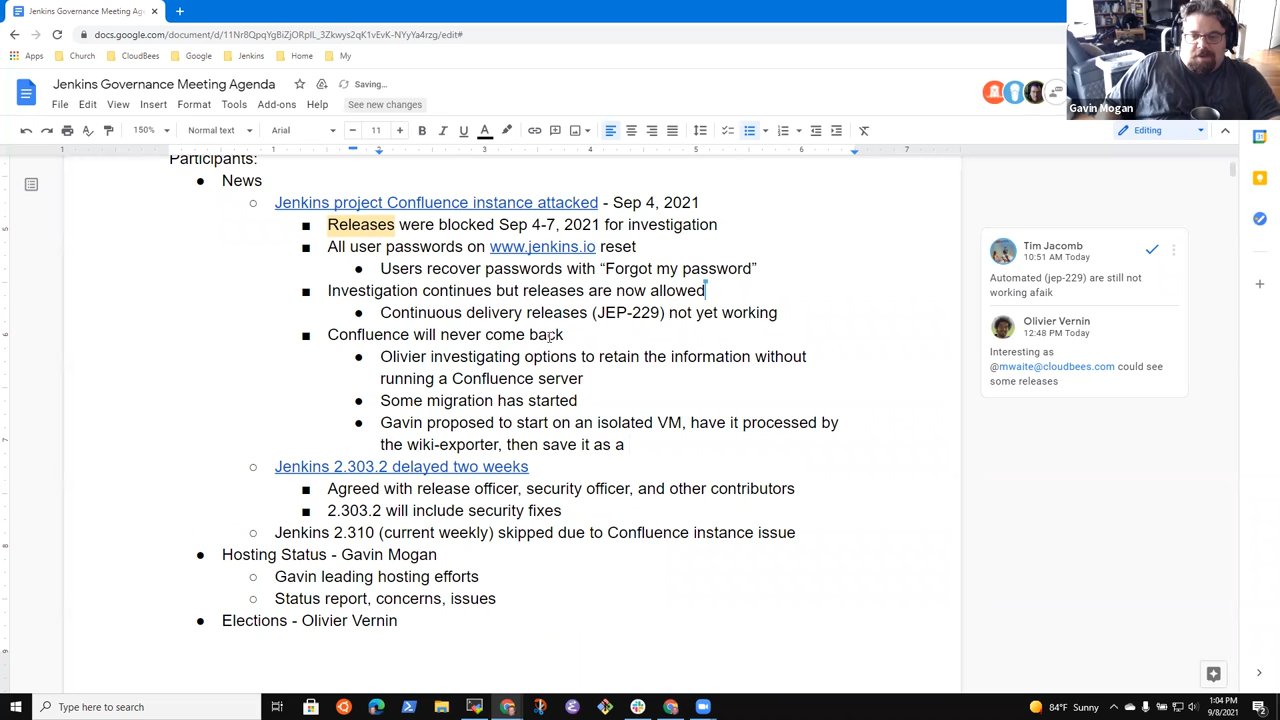 Jenkins Governance Meeting Age
docs.google.com/document/d/11Nr8QpqYgBiZjORpIL_3Zkwys2qK1vEvK-NyYa4rzg/edit#
Apps Church CloudBees Google Jenkins Home My
Gavin Mogan
Jenkins Governance Meeting Agenda Saving...
File Edit View Insert Format Tools Add-ons Help See new changes
150% Normal text Arial 11 B I U A Editing
1 1 2 3 4 5 6 7
Participants:
● News
○ Jenkins project Confluence instance attacked - Sep 4, 2021
■ Releases were blocked Sep 4-7, 2021 for investigation
■ All user passwords on www.jenkins.io reset
● Users recover passwords with “Forgot my password”
■ Investigation continues but releases are now allowed
● Continuous delivery releases (JEP-229) not yet working
■ Confluence will never come back
● Olivier investigating options to retain the information without
running a Confluence server
● Some migration has started
● Gavin proposed to start on an isolated VM, have it processed by
the wiki-exporter, then save it as a
○ Jenkins 2.303.2 delayed two weeks
■ Agreed with release officer, security officer, and other contributors
■ 2.303.2 will include security fixes
○ Jenkins 2.310 (current weekly) skipped due to Confluence instance issue
● Hosting Status - Gavin Mogan
○ Gavin leading hosting efforts
○ Status report, concerns, issues
● Elections - Olivier Vernin
Tim Jacomb
10:51 AM Today
Automated (jep-229) are still not
working afaik
Olivier Vernin
12:48 PM Today
Interesting as
@mwaite@cloudbees.com could see
some releases
Type here to search
84°F Sunny
1:04 PM
9/8/2021